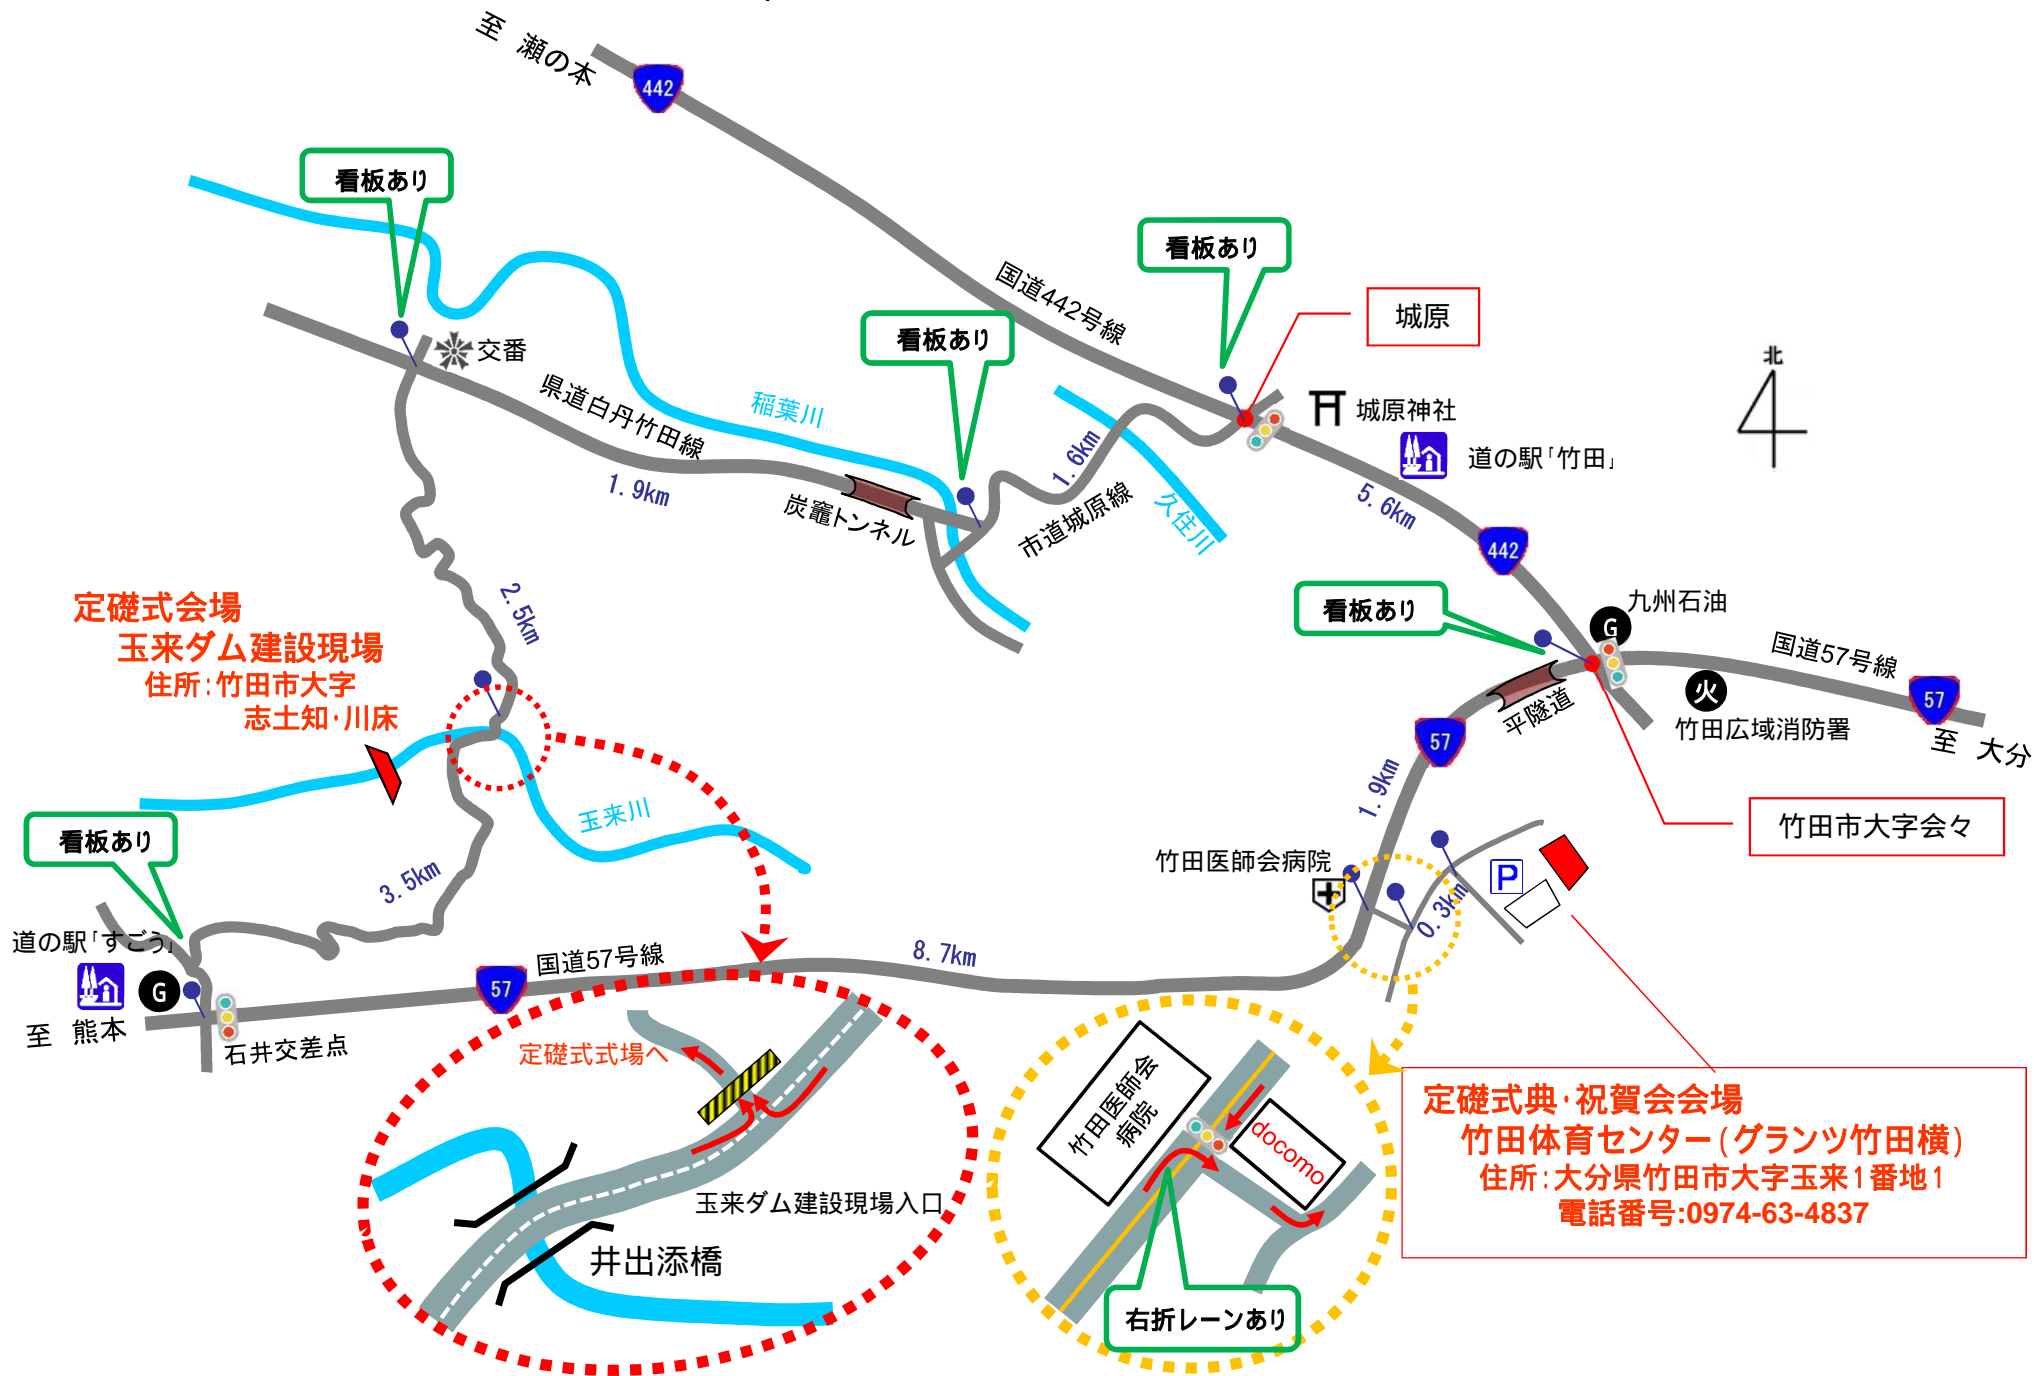 至 瀬の本
442
看板あり
看板あり
国道442号線
城原
看板あり
交番
北
県道白丹竹田線
稲葉川
城原神社
道の駅「竹田」
1.6km
1.9km
炭竈トンネル
市道城原線
久住川
5.6km
442
2.5km
定礎式会場
玉来ダム建設現場
住所：竹田市大字
志土知・川床
看板あり
G
九州石油
国道57号線
火
57
平隧道
竹田広域消防署
至 大分
57
1.9km
玉来川
竹田市大字会々
看板あり
竹田医師会病院
P
3.5km
0.3km
道の駅「すごう」
G
国道57号線
8.7km
57
至 熊本
石井交差点
定礎式式場へ
玉来ダム建設現場入口
井出添橋
竹田医師会
病院
docomo
右折レーンあり
定礎式典・祝賀会会場
竹田体育センター(グランツ竹田横)
住所：大分県竹田市大字玉来1番地1
電話番号:0974-63-4837